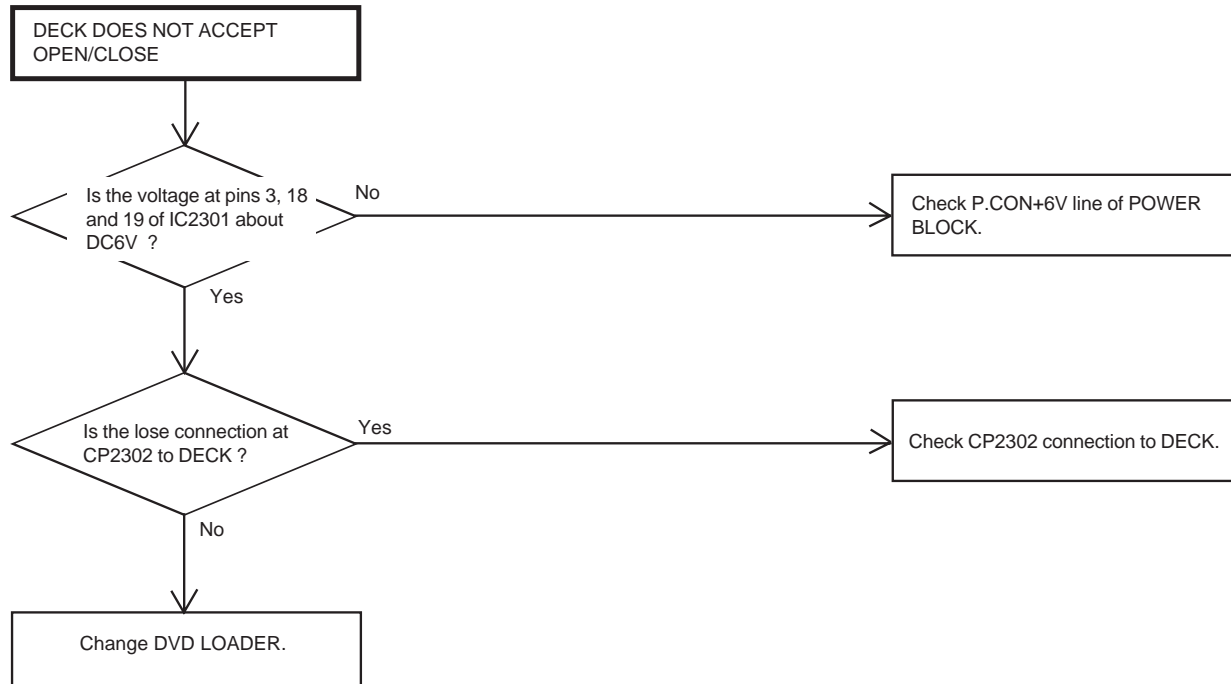 DECK DOES NOT ACCEPT
OPEN/CLOSE
Is the voltage at pins 3, 18
and 19 of IC2301 about
DC6V ?
No
Check P.CON+6V line of POWER
BLOCK.
Yes
Is the lose connection at
CP2302 to DECK ?
Yes
Check CP2302 connection to DECK.
No
Change DVD LOADER.